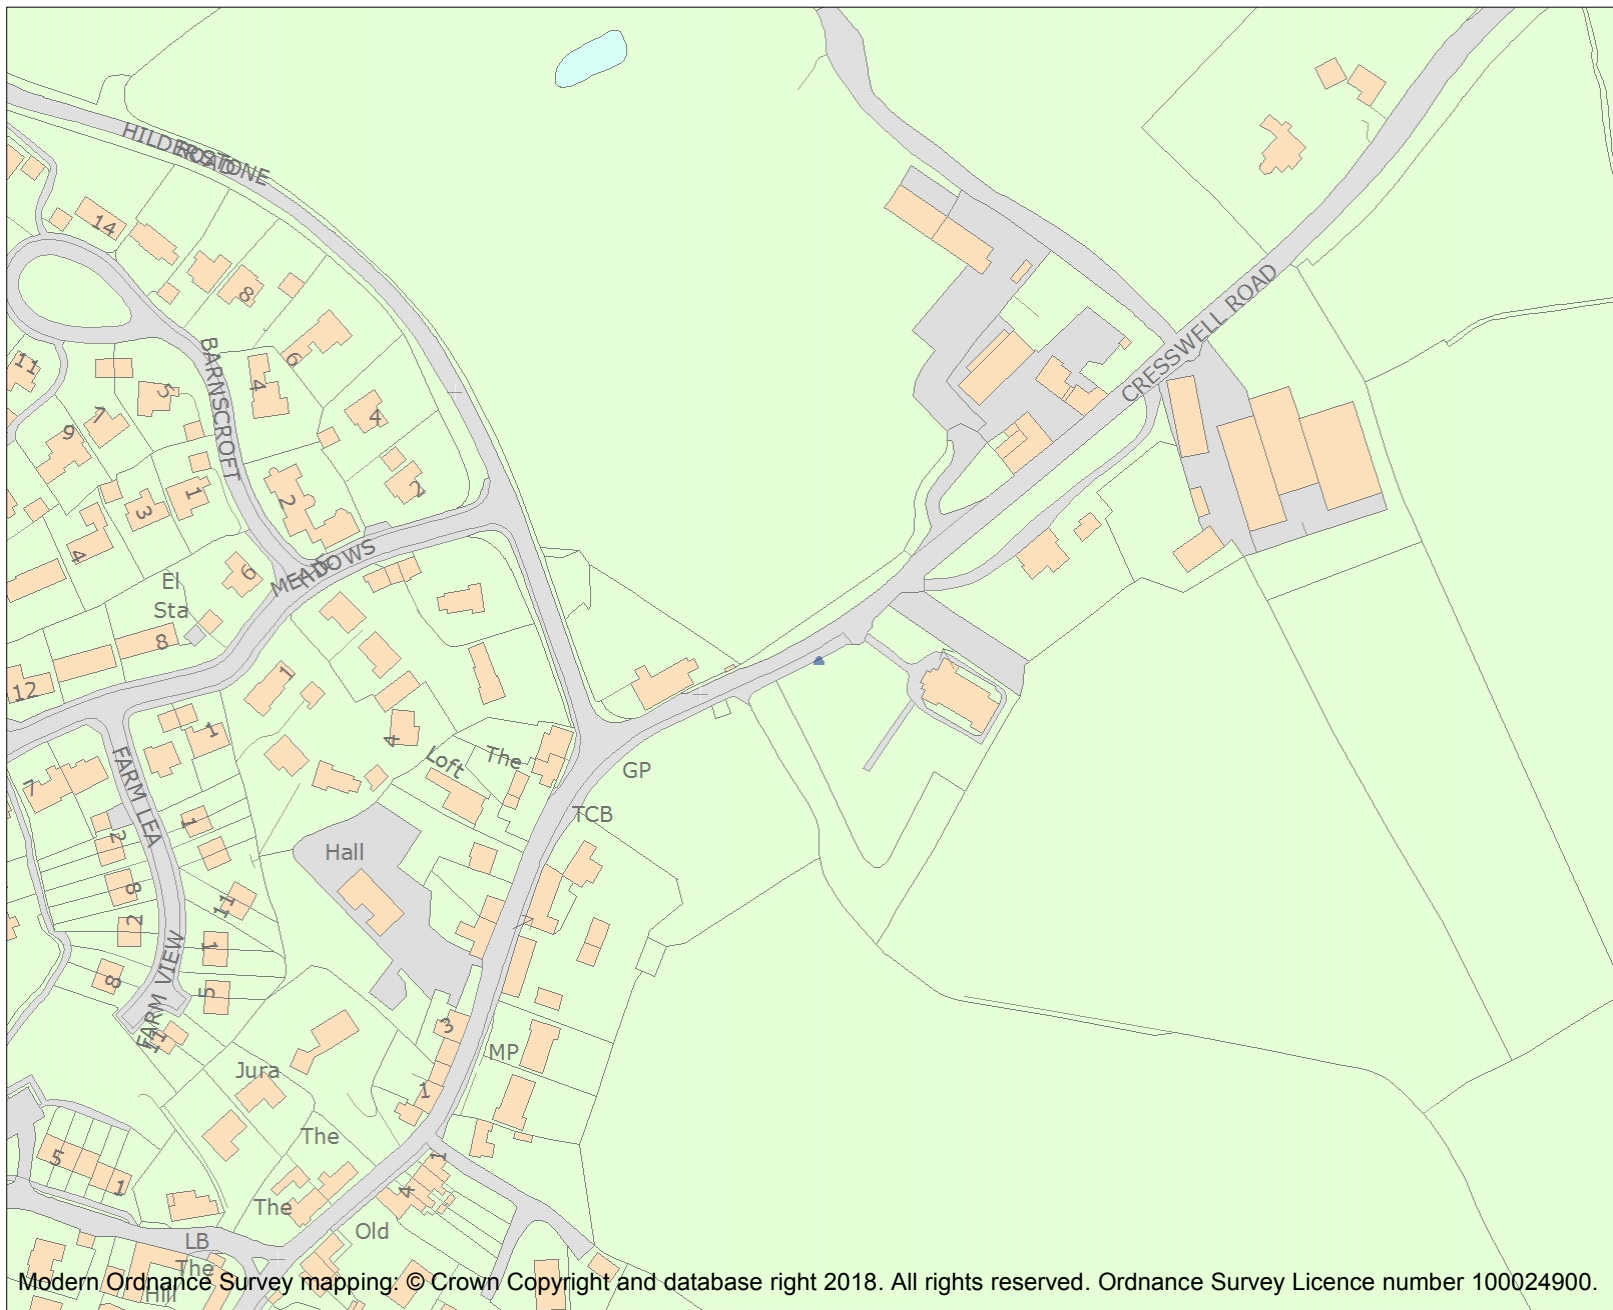 HILDERSTONE
ROAD
14
8
6
BARNSCROFT
4
4
11
5
7
9
2
2
1
3
4
CRESSWELL ROAD
THE
MEADOWS
6
El
Sta
8
12
1
1
4
The
Loft
GP
TCB
7
FARM LEA
2
1
Hall
8
11
2
1
FARM VIEW
8
5
11
3
MP
Jura
1
The
5
1
1
4
The
Old
LB
The
Hill
Modern Ordnance Survey mapping: © Crown Copyright and database right 2018. All rights reserved. Ordnance Survey Licence number 100024900.